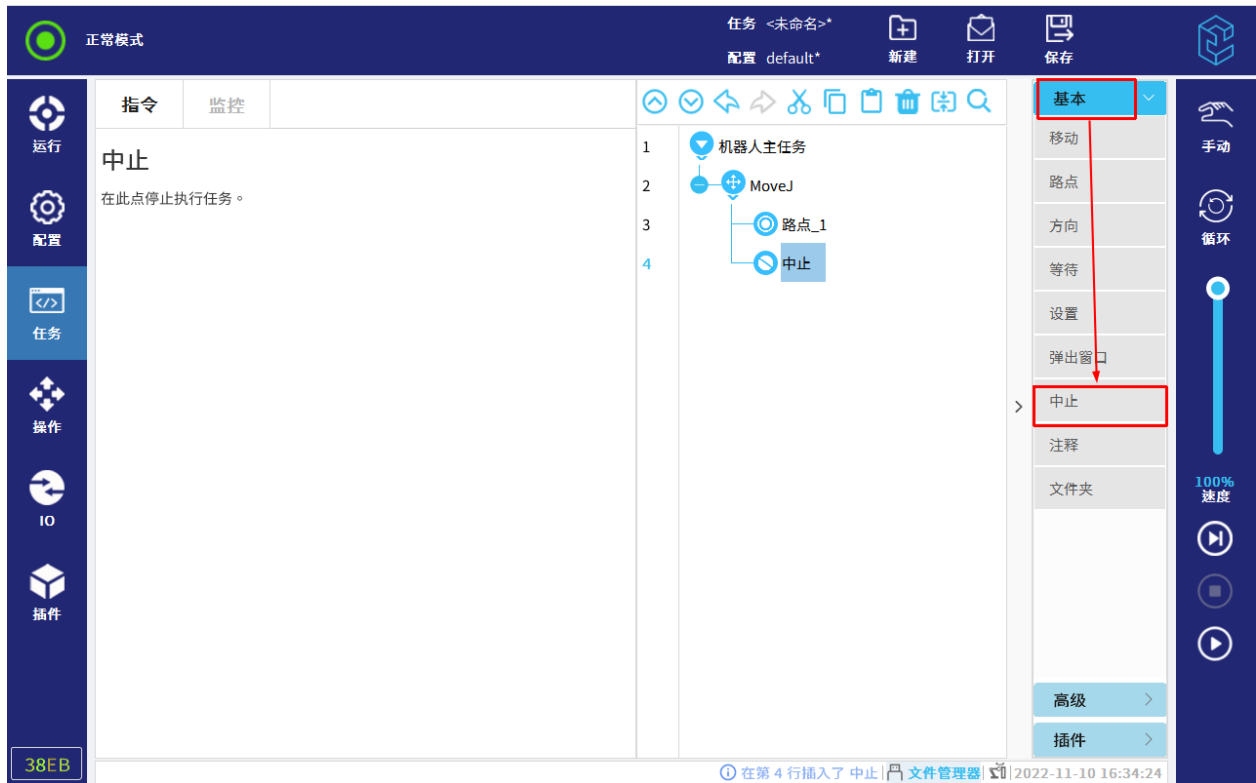 正常模式
任务 <未命名>*
配置 default*
新建
打开
保存
运行
配置
任务
操作
IO
插件
38EB
指令
监控
中止
在此点停止执行任务。
1 机器人主任务
2 MoveJ
3 路点_1
4 中止
基本
移动
路点
方向
等待
设置
弹出窗口
中止
注释
文件夹
高级
插件
手动
循环
100%
速度
在第 4 行插入了 中止 文件管理器 2022-11-10 16:34:24